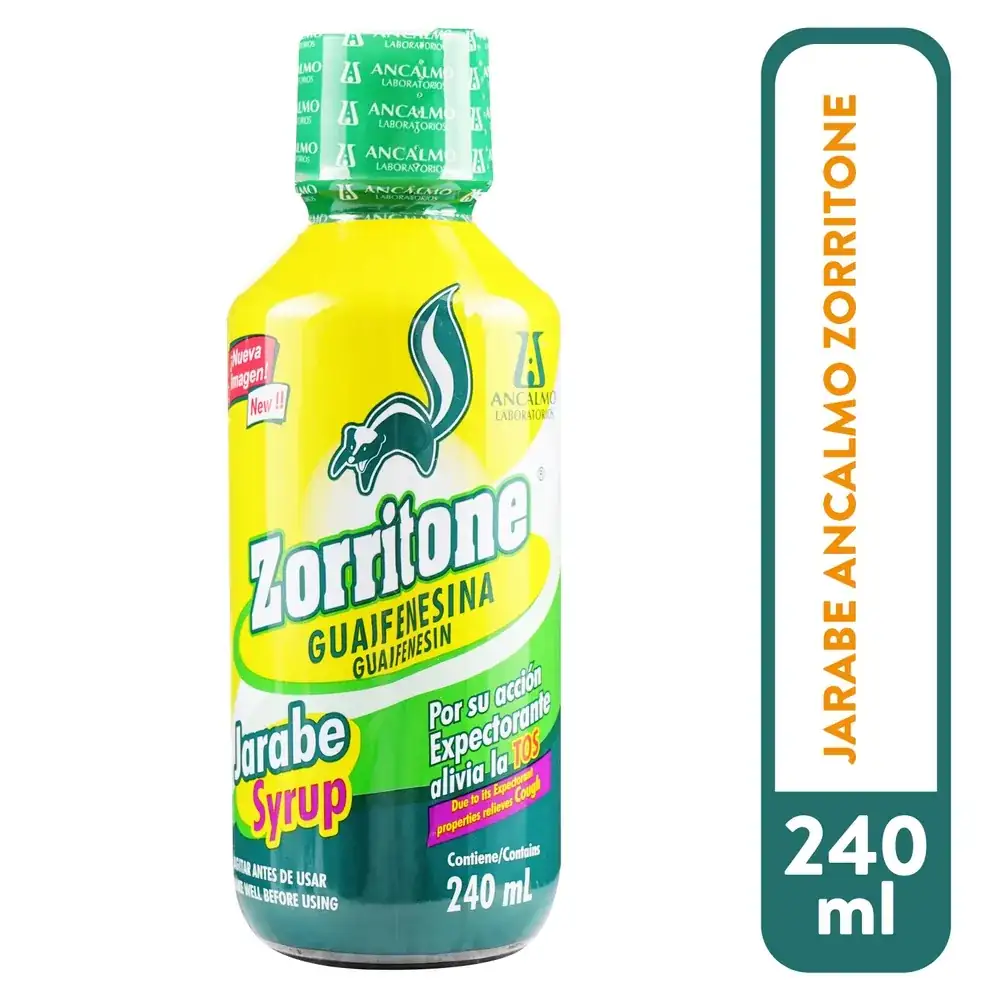 ANCALMO
LABORATORIOS
ANCALMO
LABORATORIOS
ANCALMO
LABORATORIOS
ANCALMO
LABORATORIOS
¡Nueva
Imagen!
New !!
ANCALMO
LABORATORIOS
Zorritone®
GUAIFENESINA
GUAIFENESIN
Jarabe
Syrup
Por su acción
Expectorante
alivia la TOS
Due to its Expectorant
properties relieves Cough
ANTES DE USAR
WELL BEFORE USING
Contiene/Contains
240 mL
JARABE ANCALMO ZORRITONE
240
ml